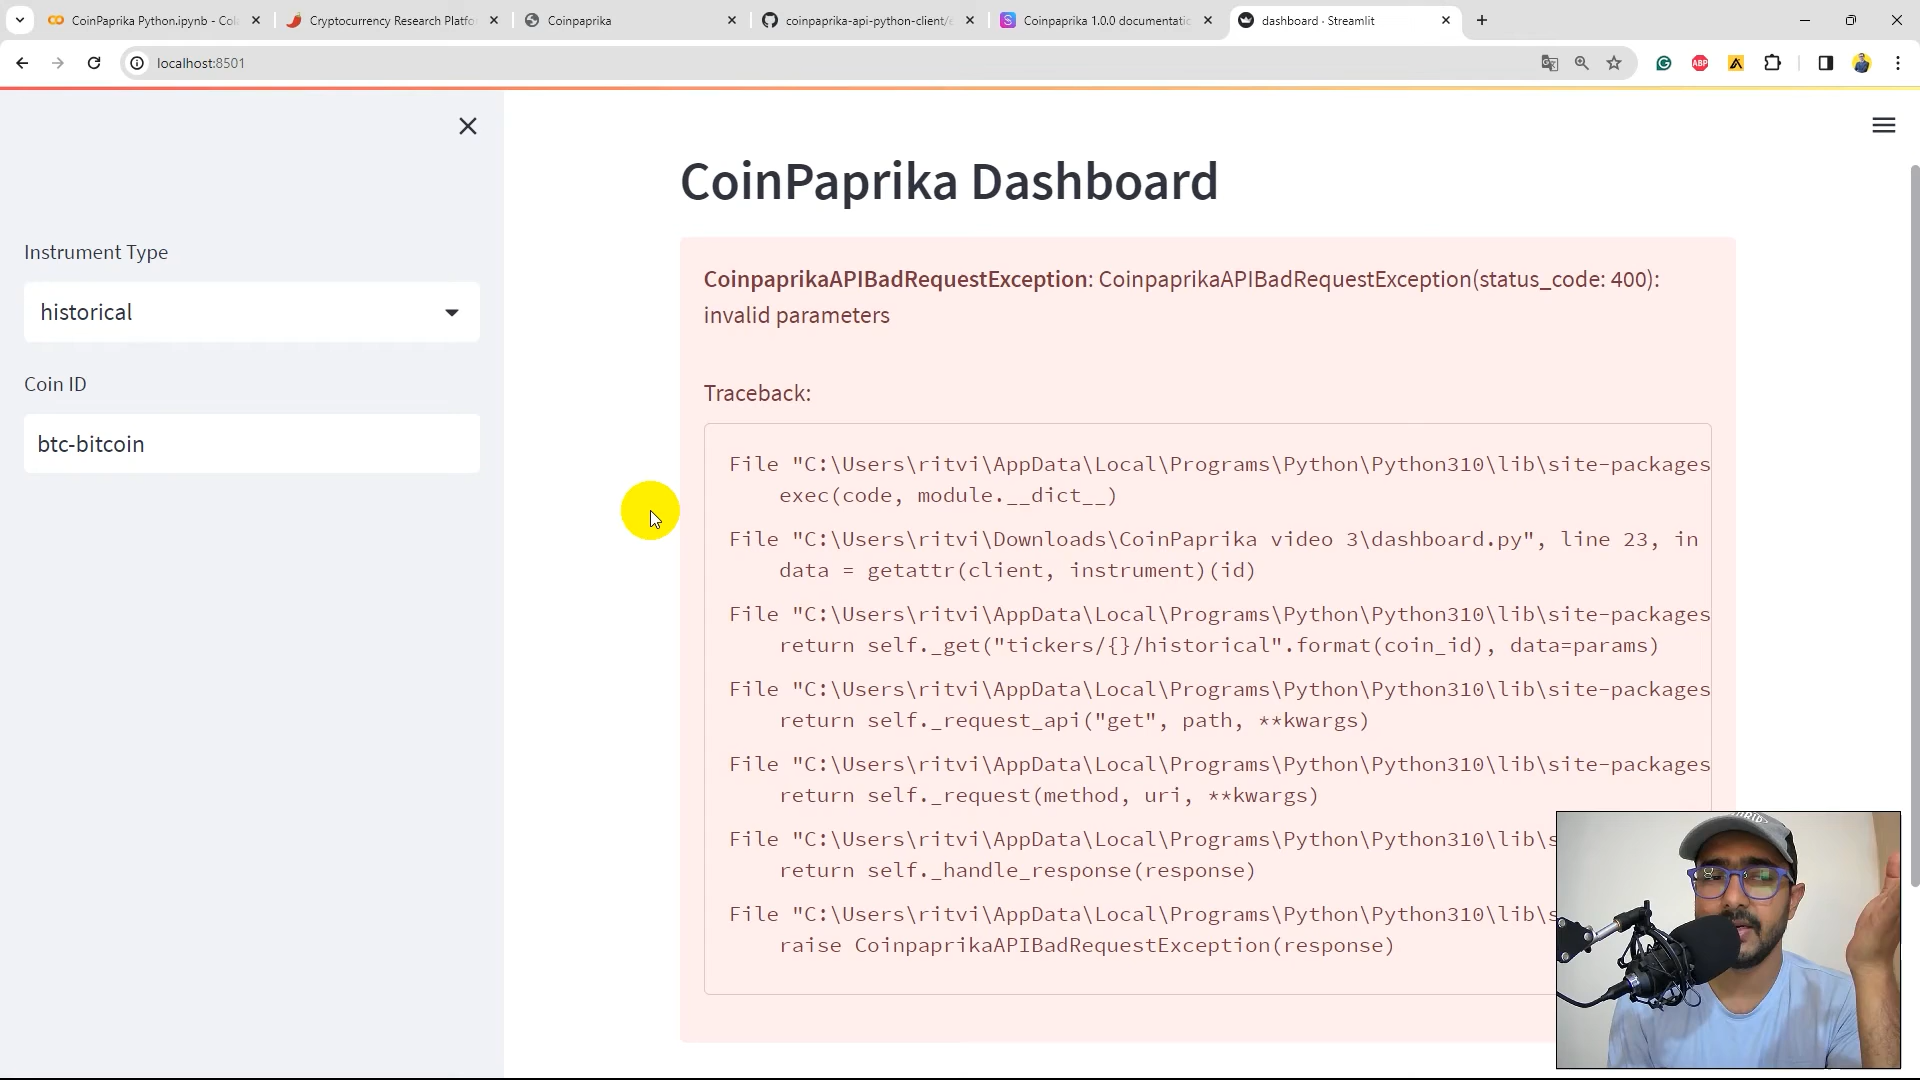 CoinPaprika Python.ipynb - Col
Cryptocurrency Research Platfo
Coinpaprika
coinpaprika-api-python-client/e
Coinpaprika 1.0.0 documentatio
dashboard · Streamlit
localhost:8501
ABP
Instrument Type
historical
Coin ID
btc-bitcoin
CoinPaprika Dashboard
CoinpaprikaAPIBadRequestException: CoinpaprikaAPIBadRequestException(status_code: 400):
invalid parameters
Traceback:
File "C:\Users\ritvi\AppData\Local\Programs\Python\Python310\lib\site-packages
exec(code, module.__dict__)
File "C:\Users\ritvi\Downloads\CoinPaprika video 3\dashboard.py", line 23, in
data = getattr(client, instrument)(id)
File "C:\Users\ritvi\AppData\Local\Programs\Python\Python310\lib\site-packages
return self._get("tickers/{}/historical".format(coin_id), data=params)
File "C:\Users\ritvi\AppData\Local\Programs\Python\Python310\lib\site-packages
return self._request_api("get", path, **kwargs)
File "C:\Users\ritvi\AppData\Local\Programs\Python\Python310\lib\site-packages
return self._request(method, uri, **kwargs)
File "C:\Users\ritvi\AppData\Local\Programs\Python\Python310\lib\s
return self._handle_response(response)
File "C:\Users\ritvi\AppData\Local\Programs\Python\Python310\lib\s
raise CoinpaprikaAPIBadRequestException(response)